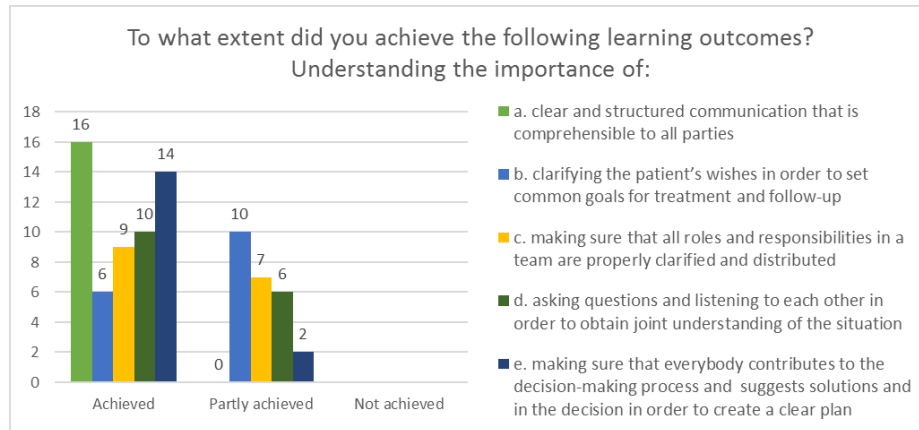 To what extent did you achieve the following learning outcomes?
Understanding the importance of:
18
16
14
12
10
8
6
4
2
0
16
6
9
10
14
0
10
7
6
2
Achieved
Partly achieved
Not achieved
a. clear and structured communication that is
comprehensible to all parties
b. clarifying the patient's wishes in order to set
common goals for treatment and follow-up
c. making sure that all roles and responsibilities in a
team are properly clarified and distributed
d. asking questions and listening to each other in
order to obtain joint understanding of the situation
e. making sure that everybody contributes to the
decision-making process and  suggests solutions and
in the decision in order to create a clear plan